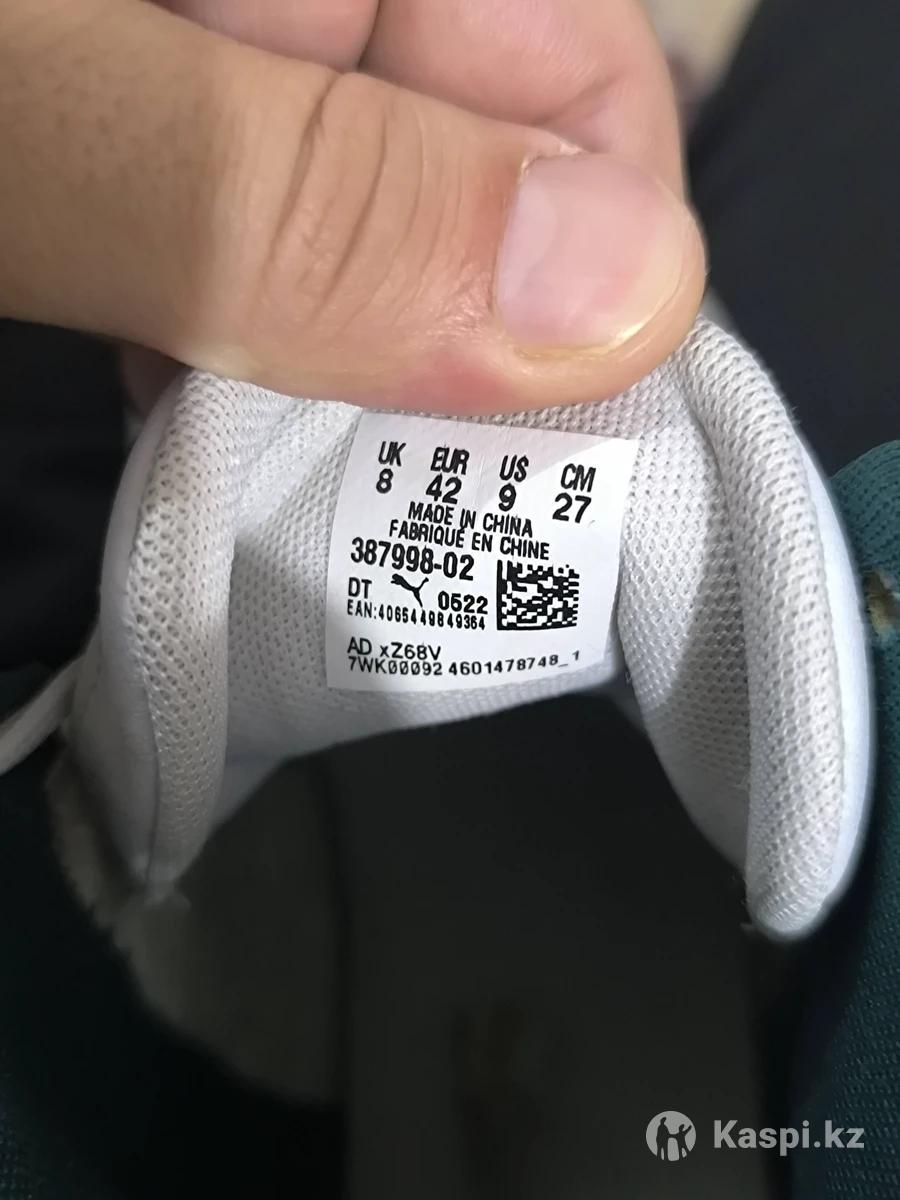 UK EUR US CM
8 42 9 27
MADE IN CHINA
FABRIQUÉ EN CHINE
387998-02
DT 0522
EAN:4065449849364
AD xZ68V
7WK00092 4601478748_1
Kaspi.kz